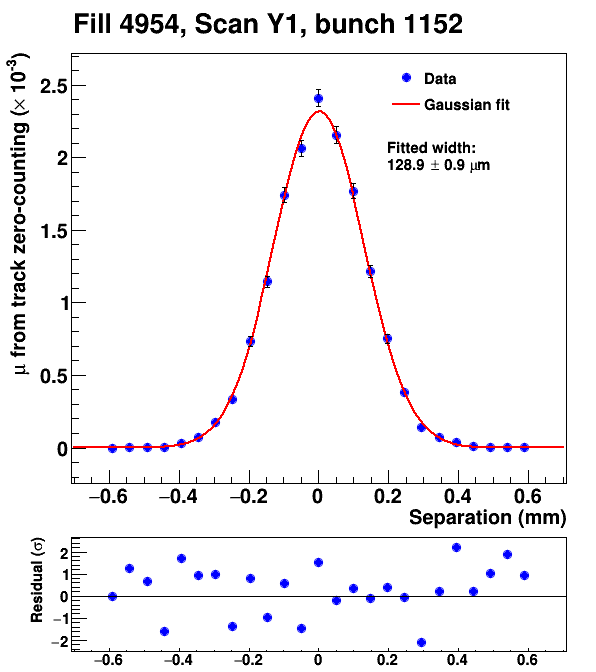 Fill 4954, Scan Y1, bunch 1152
μ from track zero-counting (× 10⁻³)
2.5
2
1.5
1
0.5
0
Data
Gaussian fit
Fitted width:
128.9 ± 0.9 μm
−0.6 −0.4 −0.2 0 0.2 0.4 0.6
Separation (mm)
Residual (σ)
2
1
0
−1
−2
−0.6 −0.4 −0.2 0 0.2 0.4 0.6